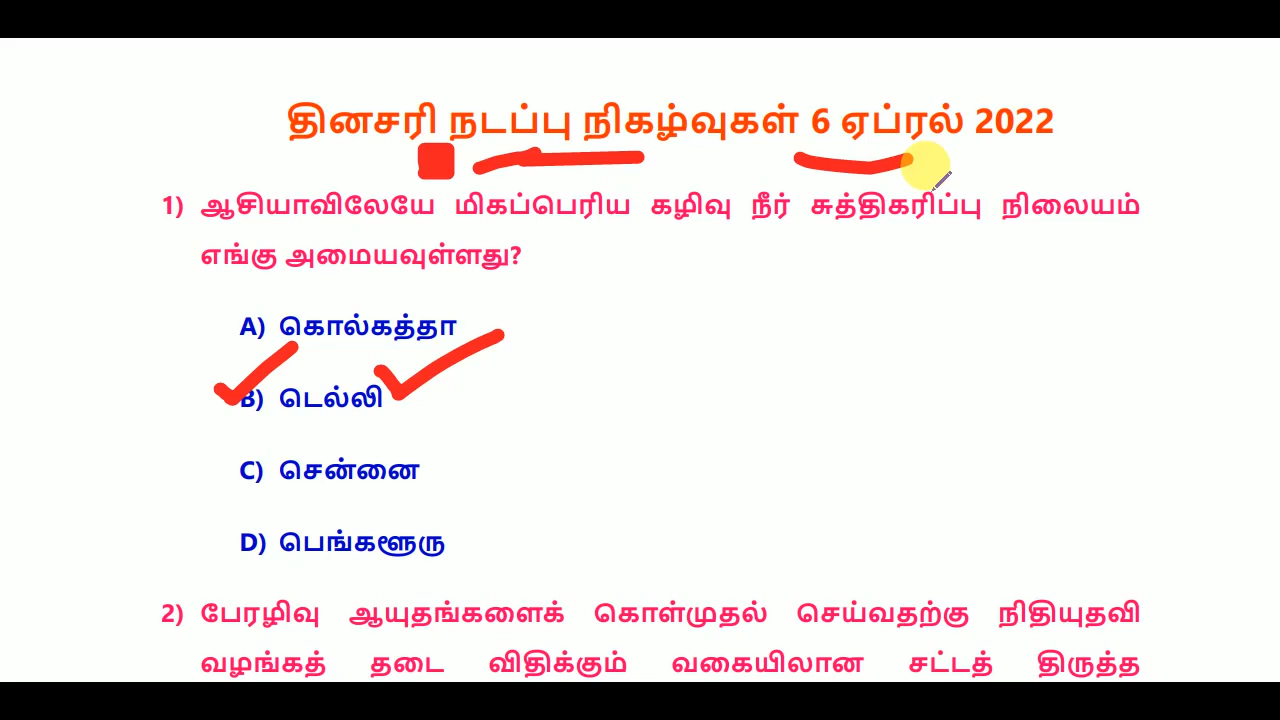 தினசரி நடப்பு நிகழ்வுகள் 6 ஏப்ரல் 2022
1) ஆசியாவிலேயே மிகப்பெரிய கழிவு நீர் சுத்திகரிப்பு நிலையம்
எங்கு அமையவுள்ளது?
A) கொல்கத்தா
B) டெல்லி
C) சென்னை
D) பெங்களூரு
2) பேரழிவு ஆயுதங்களைக் கொள்முதல் செய்வதற்கு நிதியுதவி
வழங்கத் தடை விதிக்கும் வகையிலான சட்டத் திருத்த